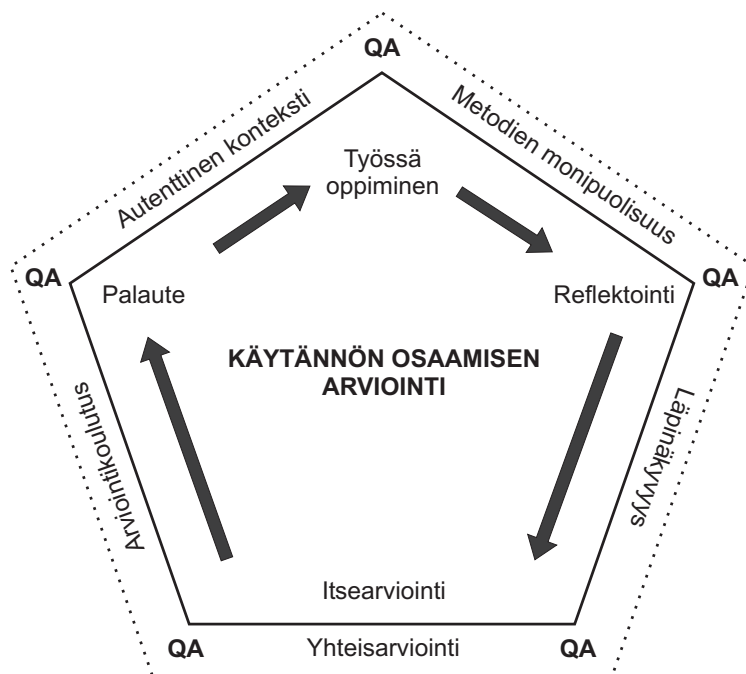 QA
Autenttinen konteksti
Metodien monipuolisuus
Työssä
oppiminen
QA
QA
Palaute
Reflektointi
KÄYTÄNNÖN OSAAMISEN
ARVIOINTI
Arviointikoulutus
Läpinäkyvyys
Itsearviointi
QA
Yhteisarviointi
QA